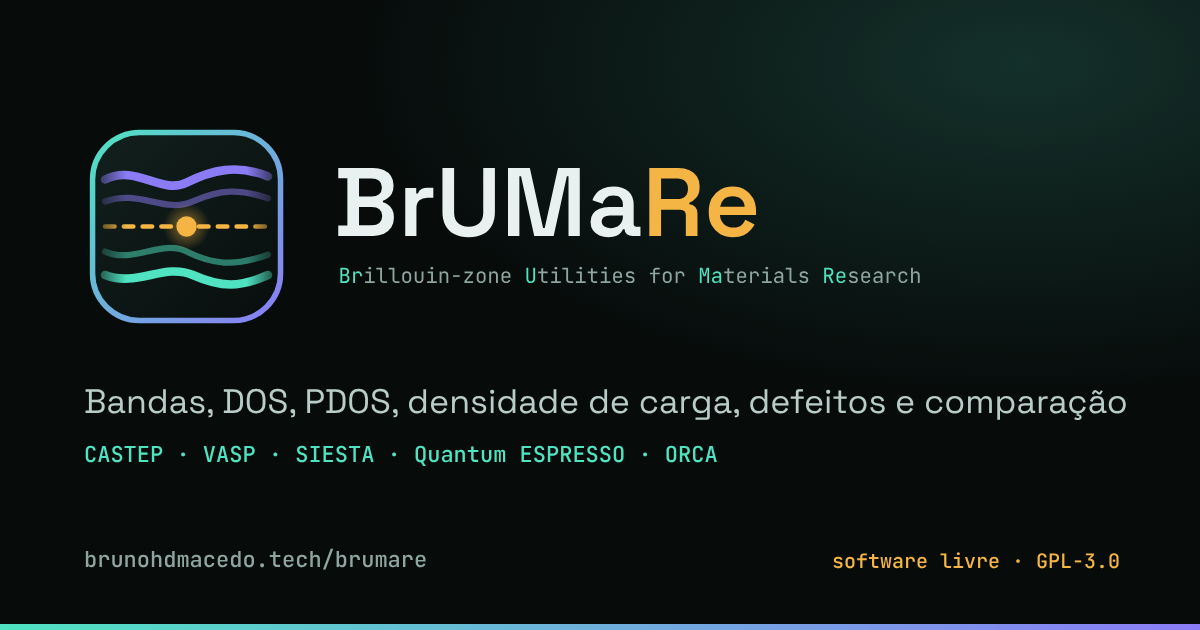 BrUMaRe
Brillouin-zone Utilities for Materials Research
Bandas, DOS, PDOS, densidade de carga, defeitos e comparação
CASTEP · VASP · SIESTA · Quantum ESPRESSO · ORCA
brunohdmacedo.tech/brumare
software livre · GPL-3.0